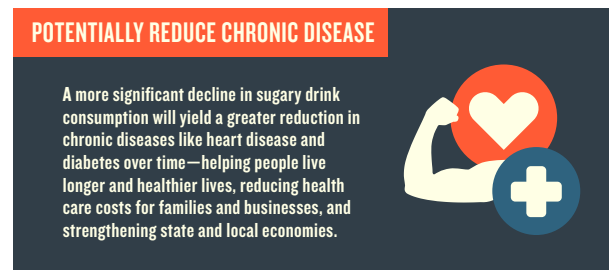 POTENTIALLY REDUCE CHRONIC DISEASE
A more significant decline in sugary drink
consumption will yield a greater reduction in
chronic diseases like heart disease and
diabetes over time—helping people live
longer and healthier lives, reducing health
care costs for families and businesses, and
strengthening state and local economies.